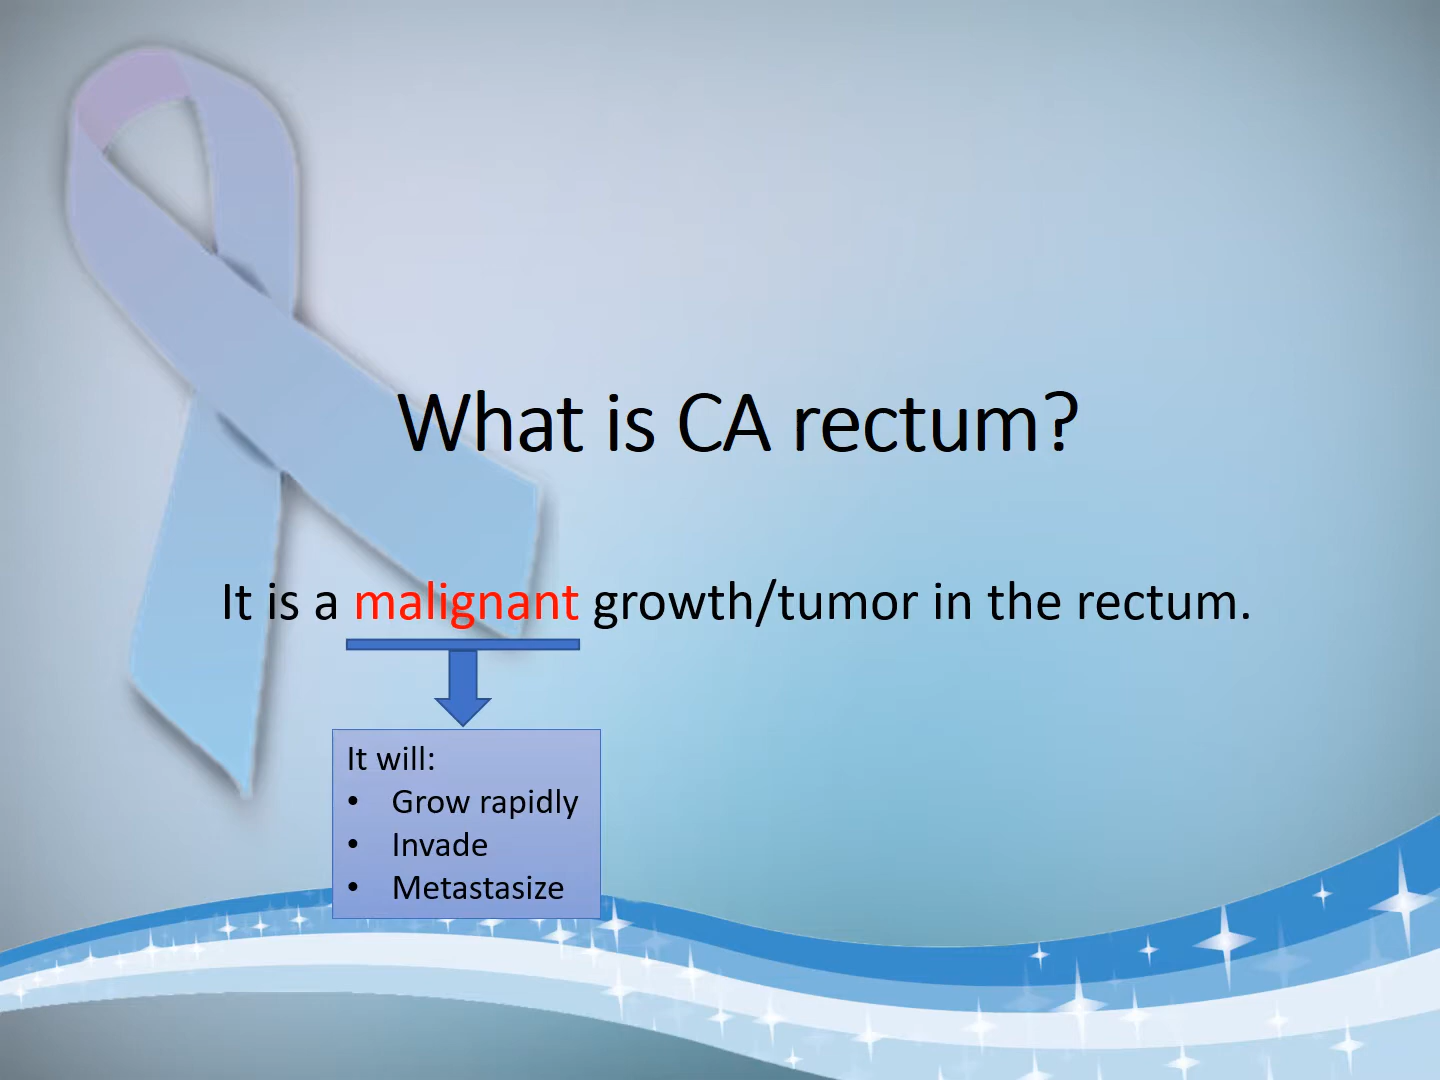 What is CA rectum?
It is a malignant growth/tumor in the rectum.
It will:
• Grow rapidly
• Invade
• Metastasize